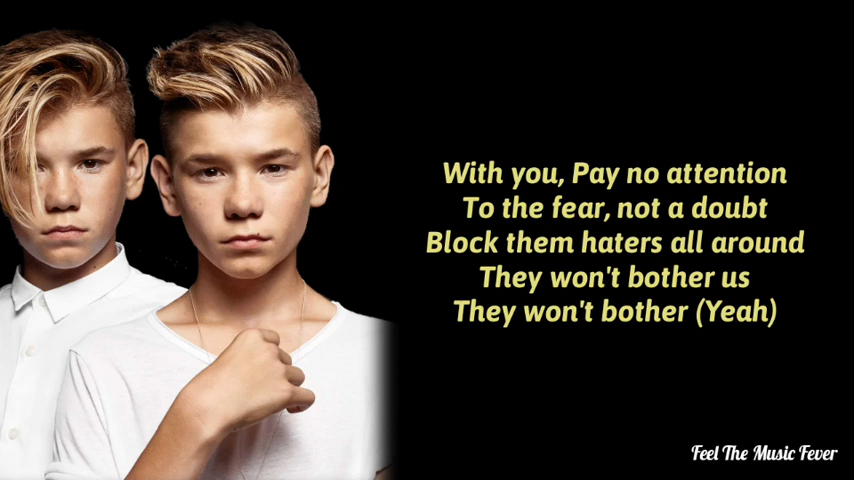 With you, Pay no attention
To the fear, not a doubt
Block them haters all around
They won't bother us
They won't bother (Yeah)
Feel The Music Fever